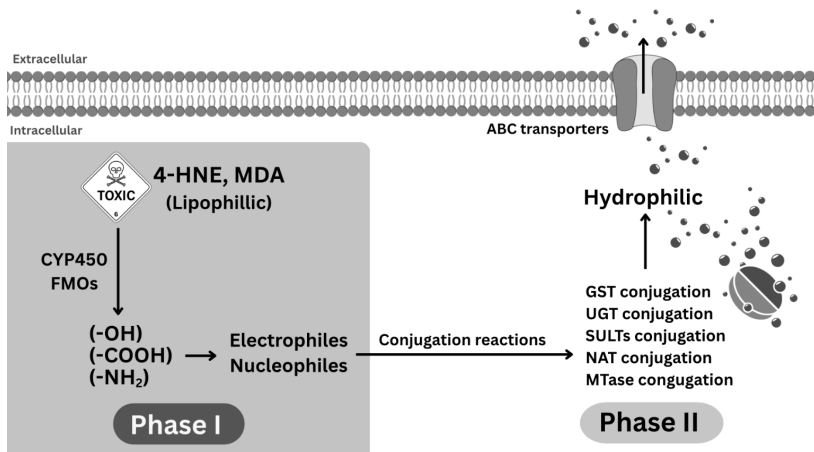 Extracellular
Intracellular
ABC transporters
TOXIC
6
4-HNE, MDA
(Lipophillic)
CYP450
FMOs
(-OH)
(-COOH)
(-NH₂)
Electrophiles
Nucleophiles
Phase I
Conjugation reactions
Hydrophilic
GST conjugation
UGT conjugation
SULTs conjugation
NAT conjugation
MTase congugation
Phase II